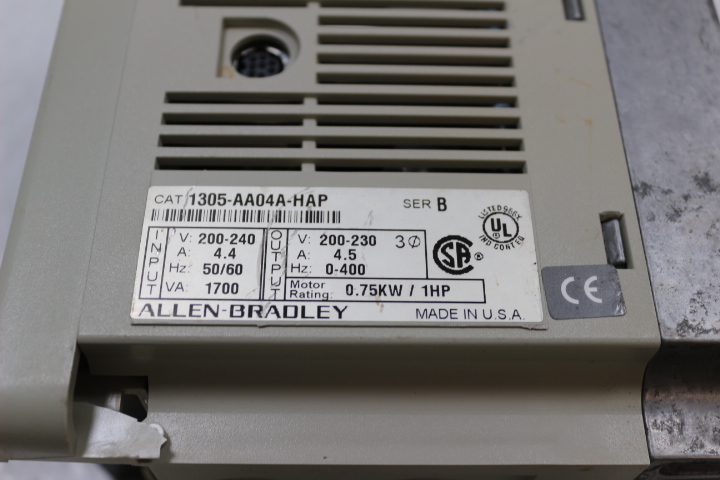 CAT 1305-AA04A-HAP SER B
INPUT
V: 200-240
A: 4.4
Hz: 50/60
VA: 1700
OUTPUT
V: 200-230 3Ø
A: 4.5
Hz: 0-400
Motor Rating: 0.75KW / 1HP
LISTED 966X
UL
IND CONT EQ
SA ®
CE
ALLEN-BRADLEY MADE IN U.S.A.